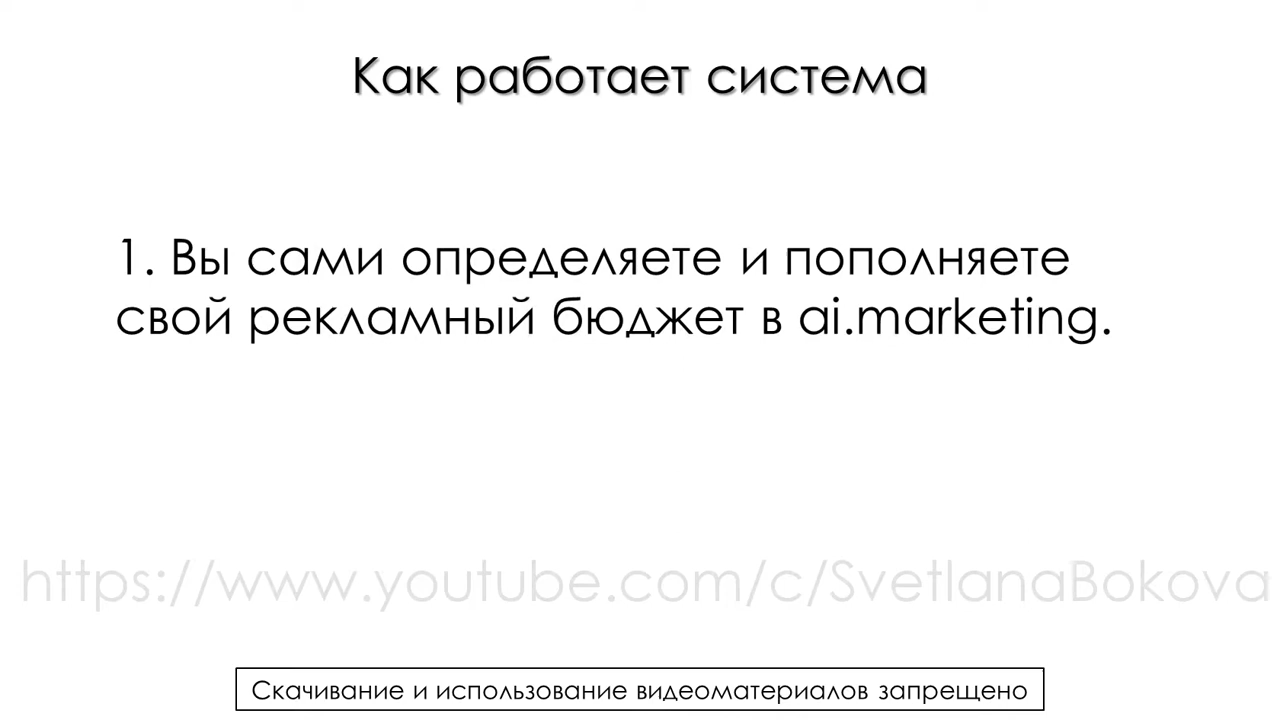 Как работает система
1. Вы сами определяете и пополняете
свой рекламный бюджет в ai.marketing.
https://www.youtube.com/c/SvetlanaBokova
Скачивание и использование видеоматериалов запрещено